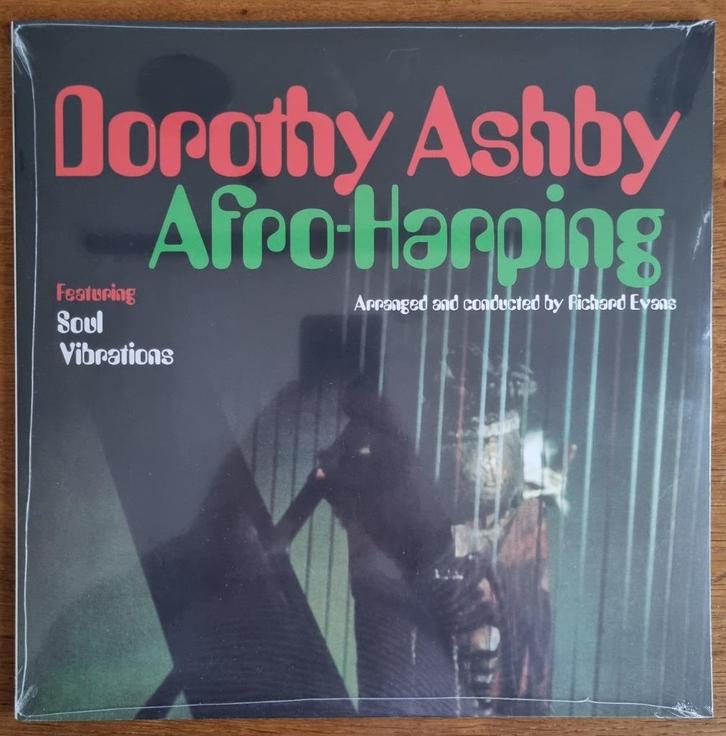 Dorothy Ashby
Afro-Harping
Featuring
Soul
Vibrations
Arranged and conducted by Richard Evans